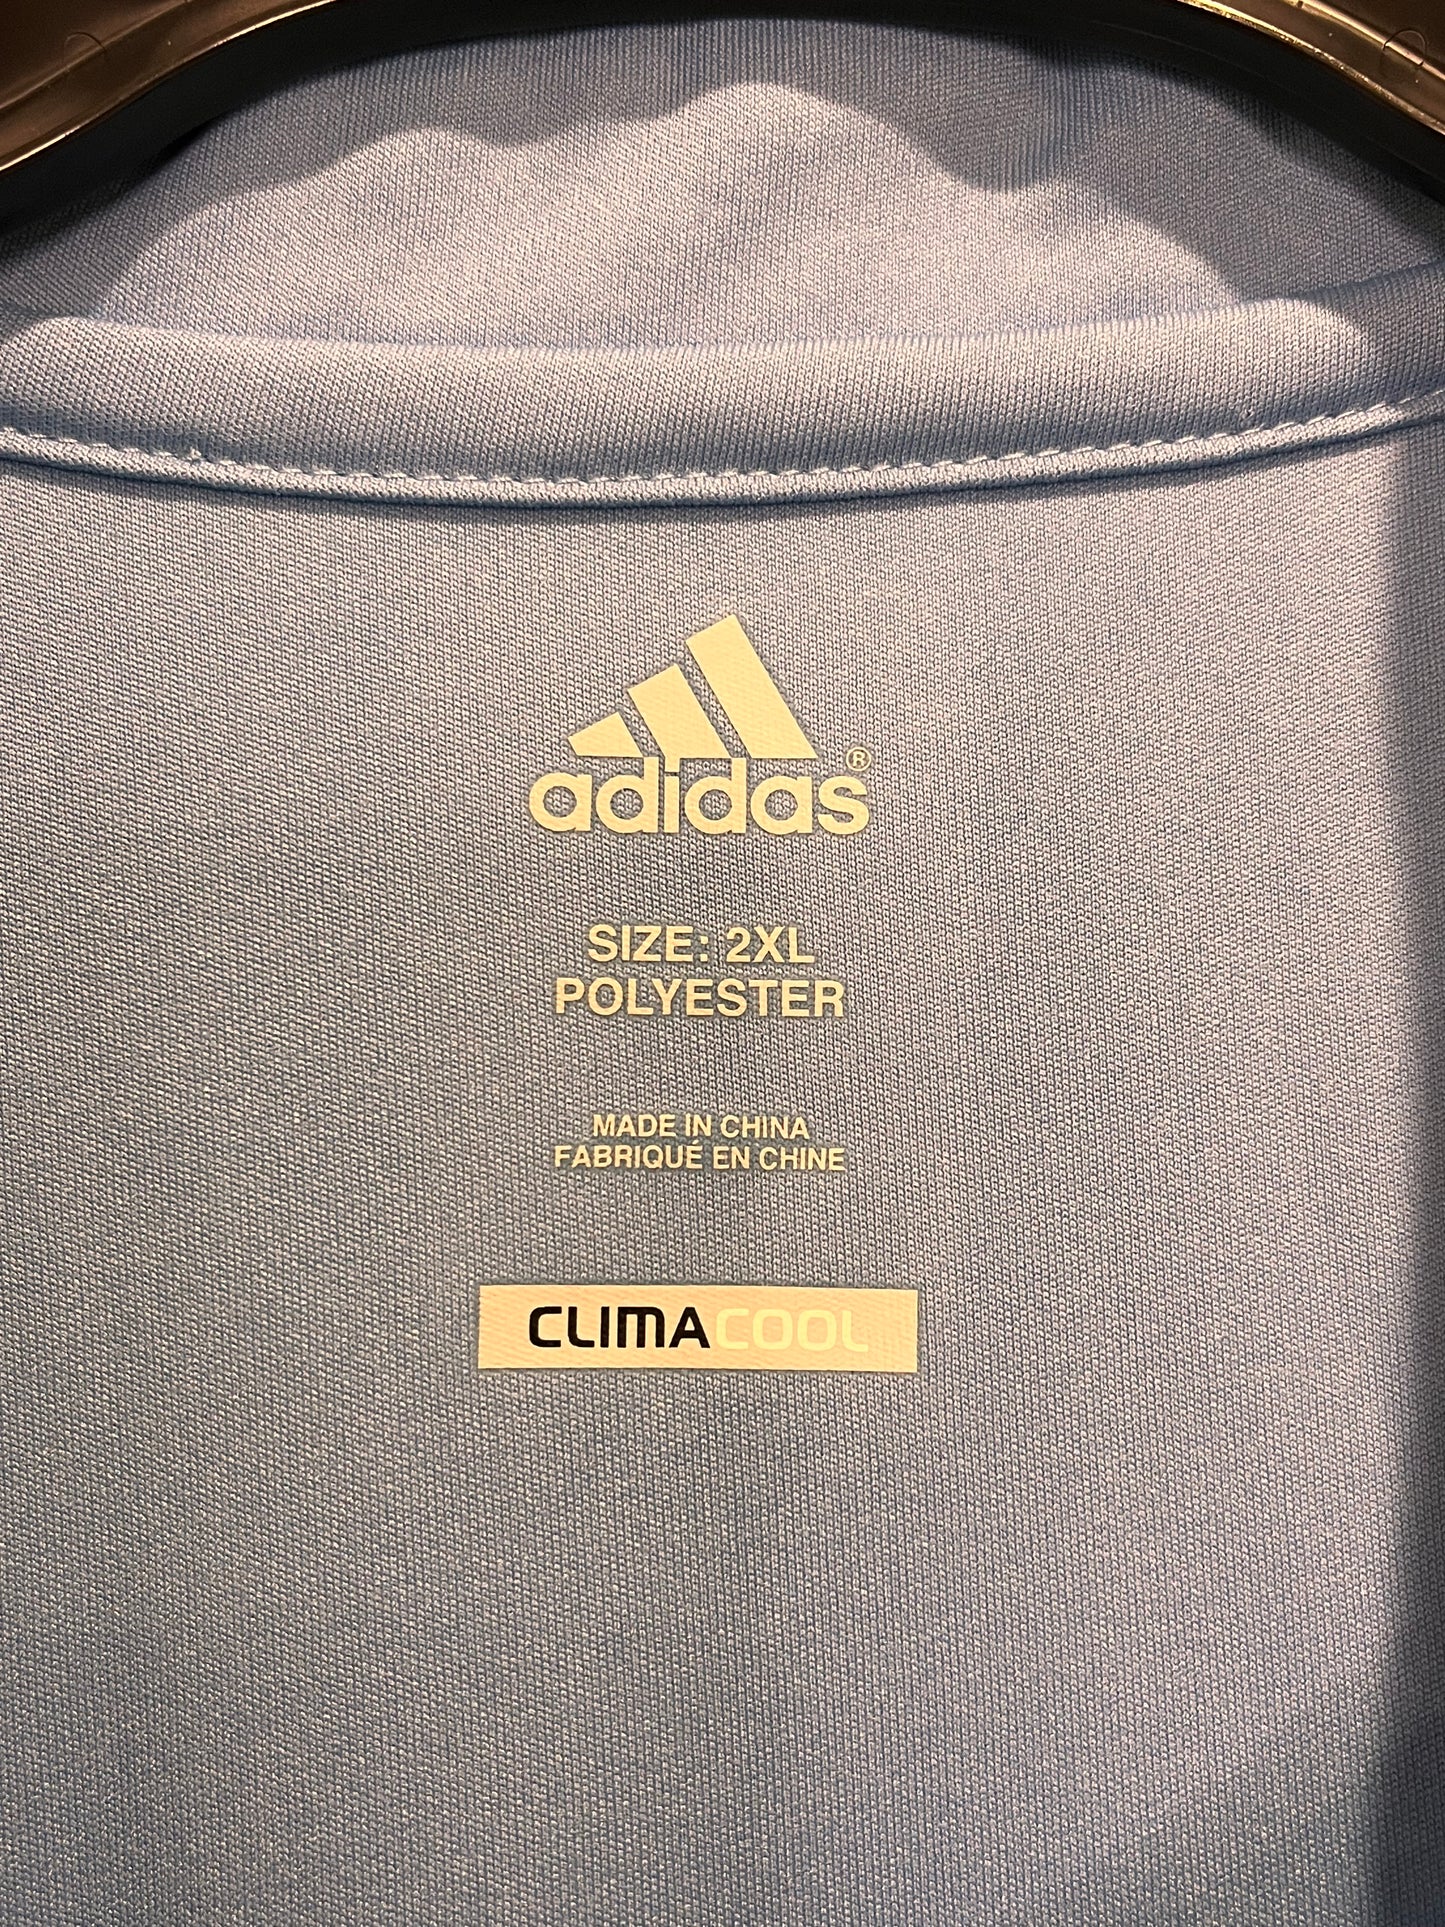 adidas®
SIZE: 2XL
POLYESTER
MADE IN CHINA
FABRIQUÉ EN CHINE
CLIMACOOL